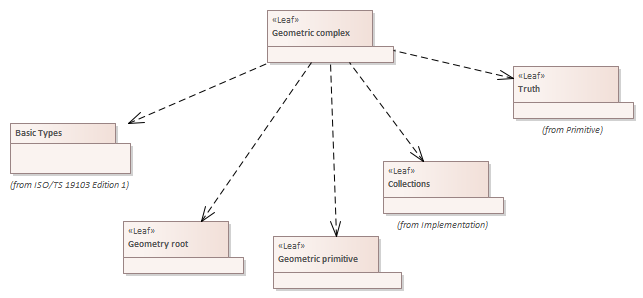 «Leaf»
Geometric complex
«Leaf»
Truth
(from Primitive)
Basic Types
(from ISO/TS 19103 Edition 1)
«Leaf»
Collections
(from Implementation)
«Leaf»
Geometry root
«Leaf»
Geometric primitive